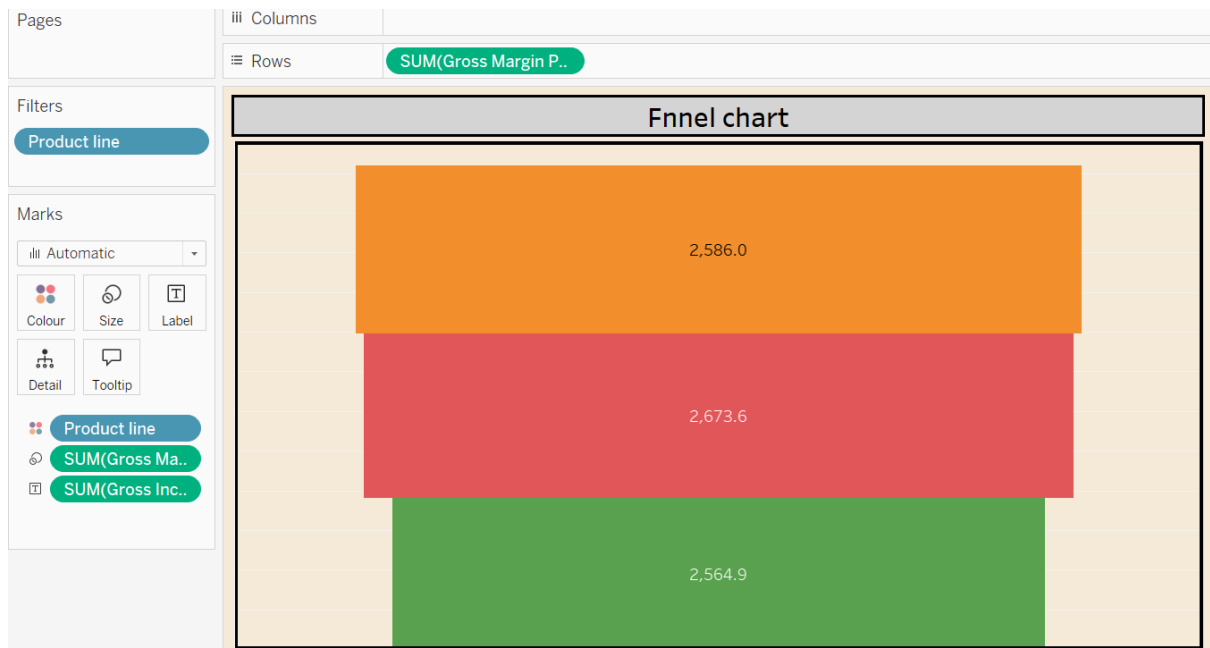 Pages
Columns
Rows
SUM(Gross Margin P..
Filters
Product line
Marks
Automatic
Colour
Size
Label
Detail
Tooltip
Product line
SUM(Gross Ma..
SUM(Gross Inc..
Fnnel chart
2,586.0
2,673.6
2,564.9